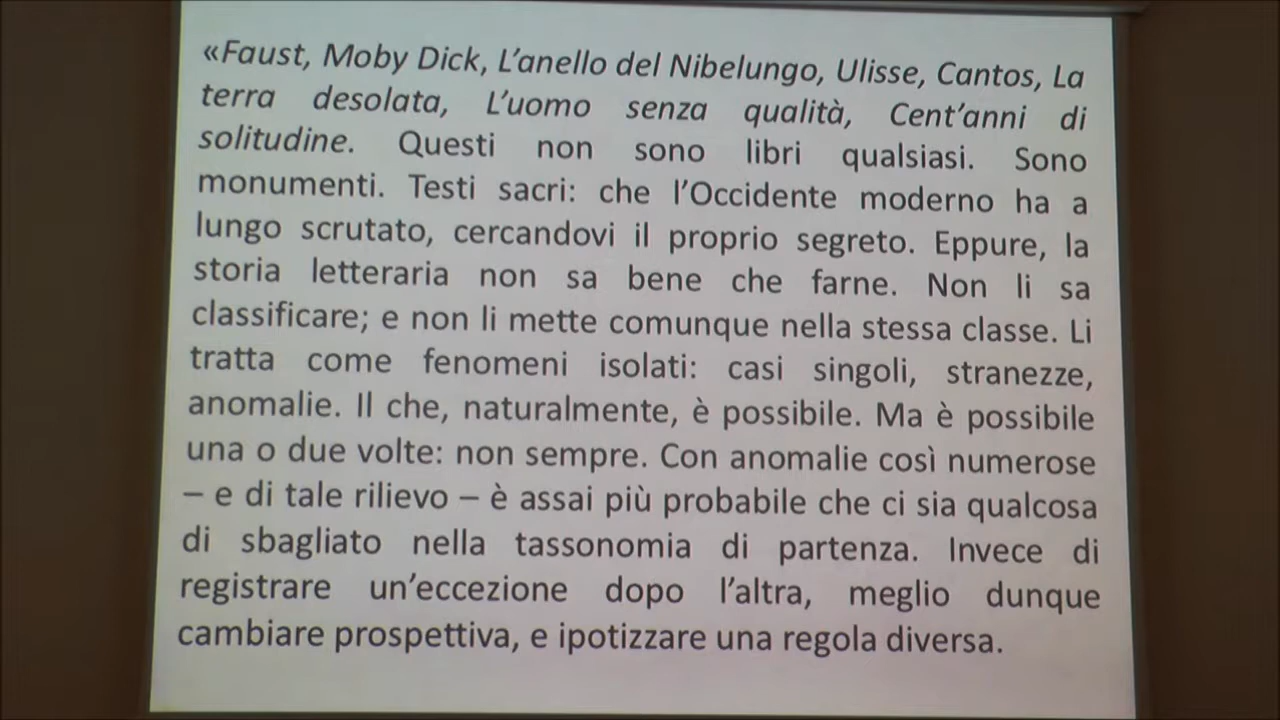 «Faust, Moby Dick, L'anello del Nibelungo, Ulisse, Cantos, La
terra desolata, L'uomo senza qualità, Cent'anni di
solitudine. Questi non sono libri qualsiasi. Sono
monumenti. Testi sacri: che l'Occidente moderno ha a
lungo scrutato, cercandovi il proprio segreto. Eppure, la
storia letteraria non sa bene che farne. Non li sa
classificare; e non li mette comunque nella stessa classe. Li
tratta come fenomeni isolati: casi singoli, stranezze,
anomalie. Il che, naturalmente, è possibile. Ma è possibile
una o due volte: non sempre. Con anomalie così numerose
– e di tale rilievo – è assai più probabile che ci sia qualcosa
di sbagliato nella tassonomia di partenza. Invece di
registrare un'eccezione dopo l'altra, meglio dunque
cambiare prospettiva, e ipotizzare una regola diversa.